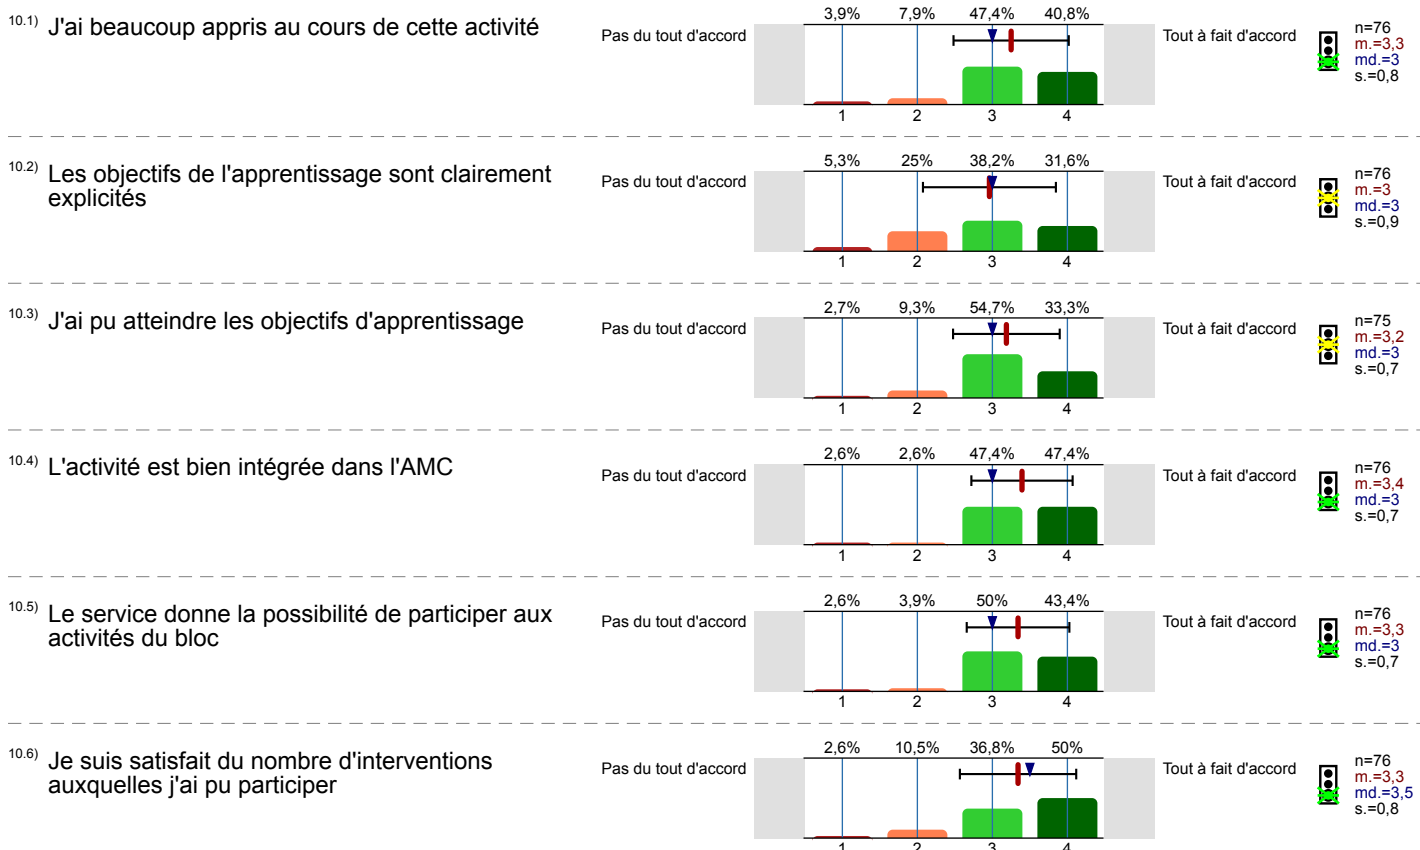 10.1) J'ai beaucoup appris au cours de cette activité
Pas du tout d'accord
3,9% 7,9% 47,4% 40,8%
1 2 3 4
Tout à fait d'accord
n=76
m.=3,3
md.=3
s.=0,8
10.2) Les objectifs de l'apprentissage sont clairement
explicités
Pas du tout d'accord
5,3% 25% 38,2% 31,6%
1 2 3 4
Tout à fait d'accord
n=76
m.=3
md.=3
s.=0,9
10.3) J'ai pu atteindre les objectifs d'apprentissage
Pas du tout d'accord
2,7% 9,3% 54,7% 33,3%
1 2 3 4
Tout à fait d'accord
n=75
m.=3,2
md.=3
s.=0,7
10.4) L'activité est bien intégrée dans l'AMC
Pas du tout d'accord
2,6% 2,6% 47,4% 47,4%
1 2 3 4
Tout à fait d'accord
n=76
m.=3,4
md.=3
s.=0,7
10.5) Le service donne la possibilité de participer aux
activités du bloc
Pas du tout d'accord
2,6% 3,9% 50% 43,4%
1 2 3 4
Tout à fait d'accord
n=76
m.=3,3
md.=3
s.=0,7
10.6) Je suis satisfait du nombre d'interventions
auxquelles j'ai pu participer
Pas du tout d'accord
2,6% 10,5% 36,8% 50%
1 2 3 4
Tout à fait d'accord
n=76
m.=3,3
md.=3,5
s.=0,8